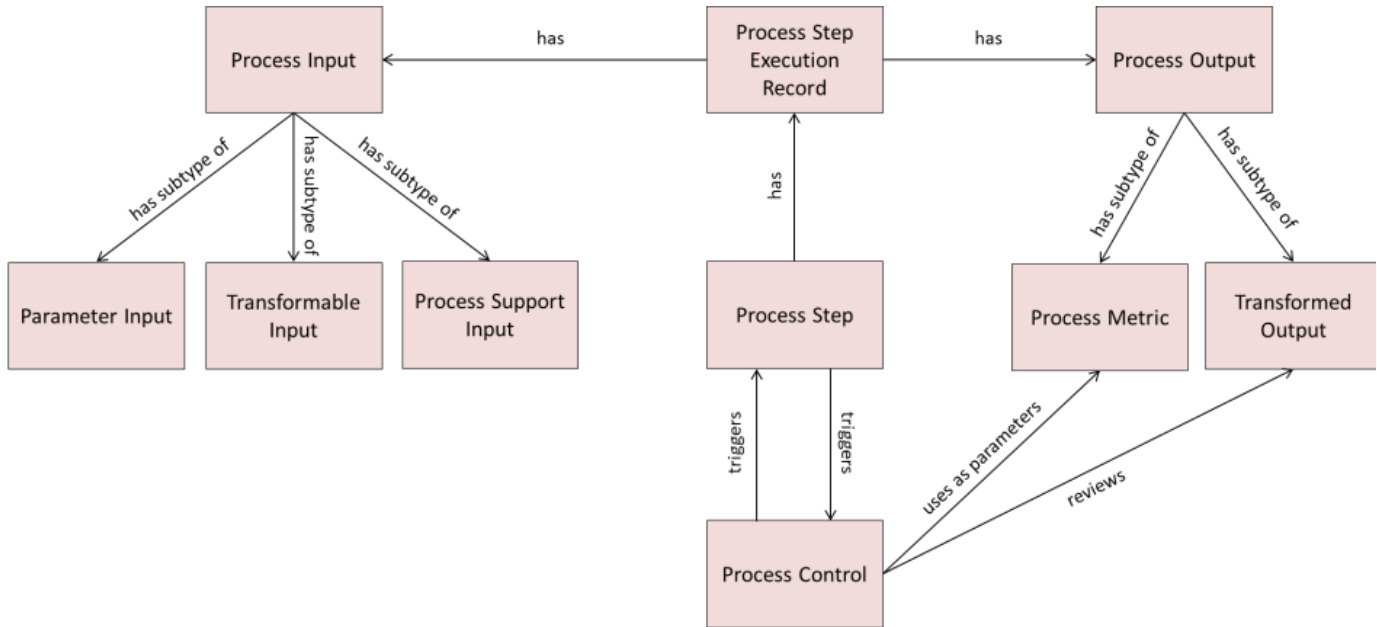 Process Input
has
Process Step
Execution
Record
has
Process Output
has subtype of
has subtype of
has subtype of
has
has subtype of
has subtype of
Parameter Input
Transformable
Input
Process Support
Input
Process Step
Process Metric
Transformed
Output
triggers
triggers
uses as parameters
reviews
Process Control